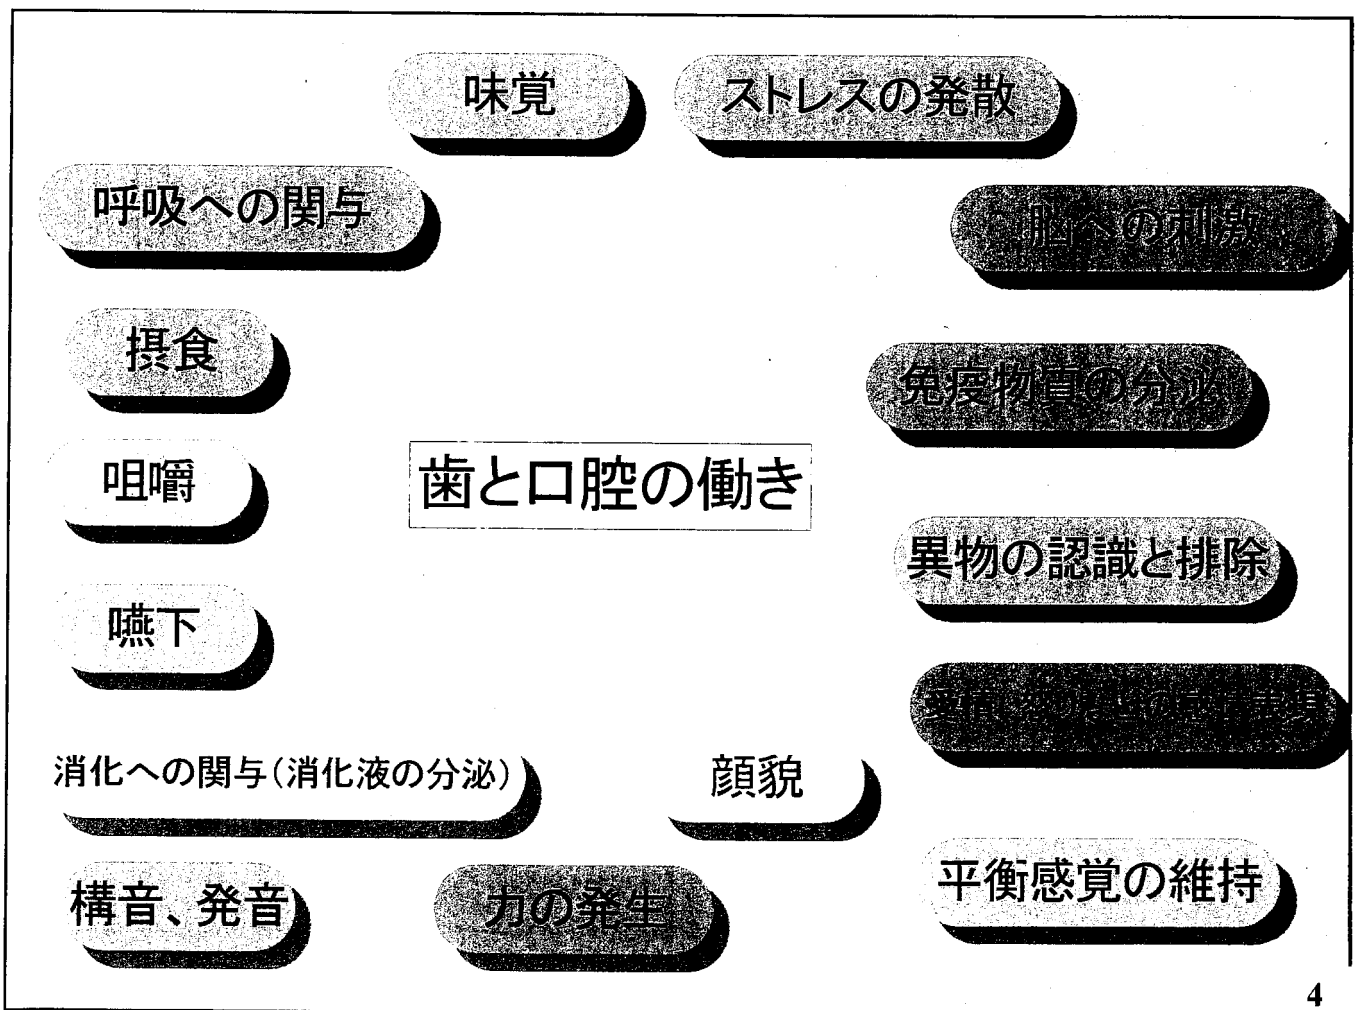 味覚
ストレスの発散
呼吸への関与
脳への刺激
摂食
免疫物質の分泌
咀嚼
歯と口腔の働き
異物の認識と排除
嚥下
消化への関与(消化液の分泌)
顔貌
平衡感覚の維持
構音、発音
力の発生
4